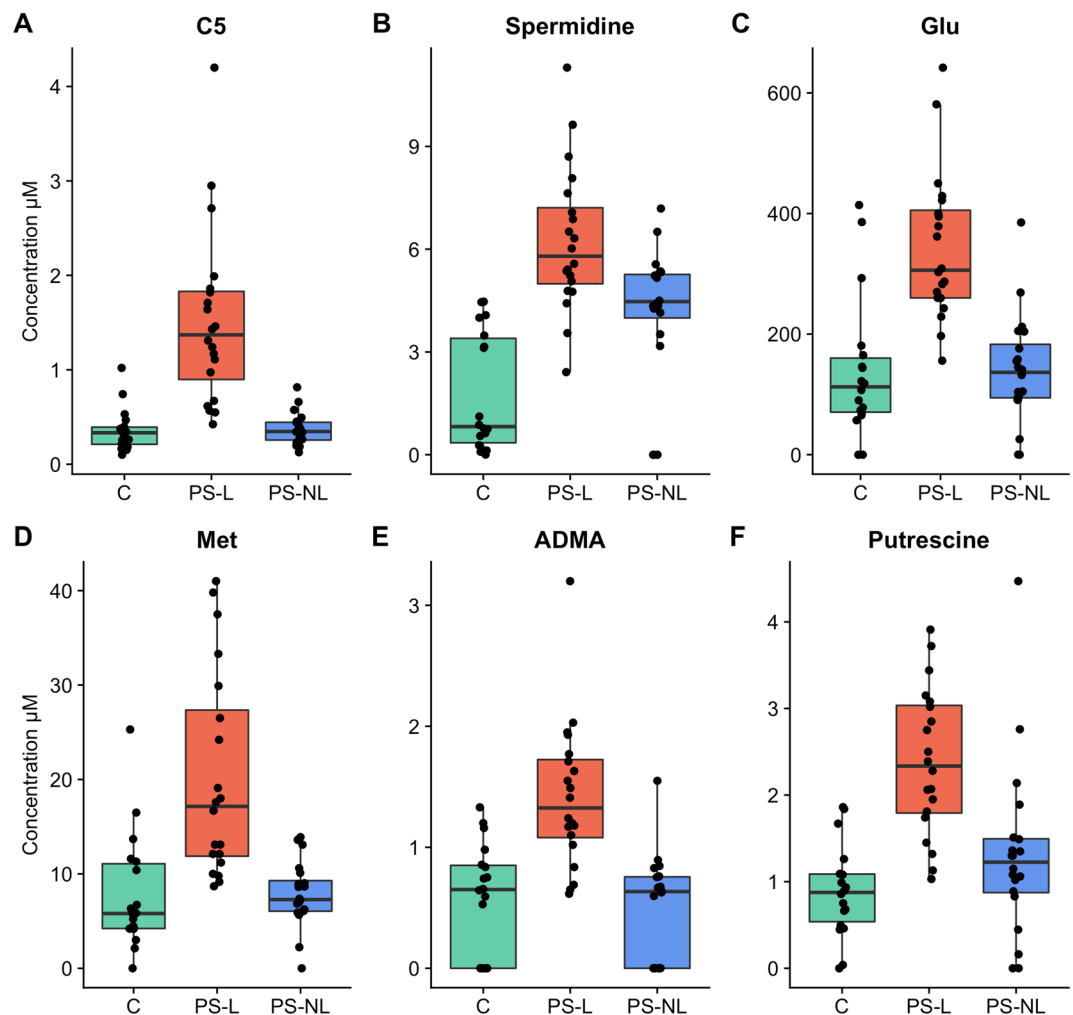 A C5
Concentration µM
4
3
2
1
0
C PS-L PS-NL
B Spermidine
9
6
3
0
C PS-L PS-NL
C Glu
600
400
200
0
C PS-L PS-NL
D Met
Concentration µM
40
30
20
10
0
C PS-L PS-NL
E ADMA
3
2
1
0
C PS-L PS-NL
F Putrescine
4
3
2
1
0
C PS-L PS-NL